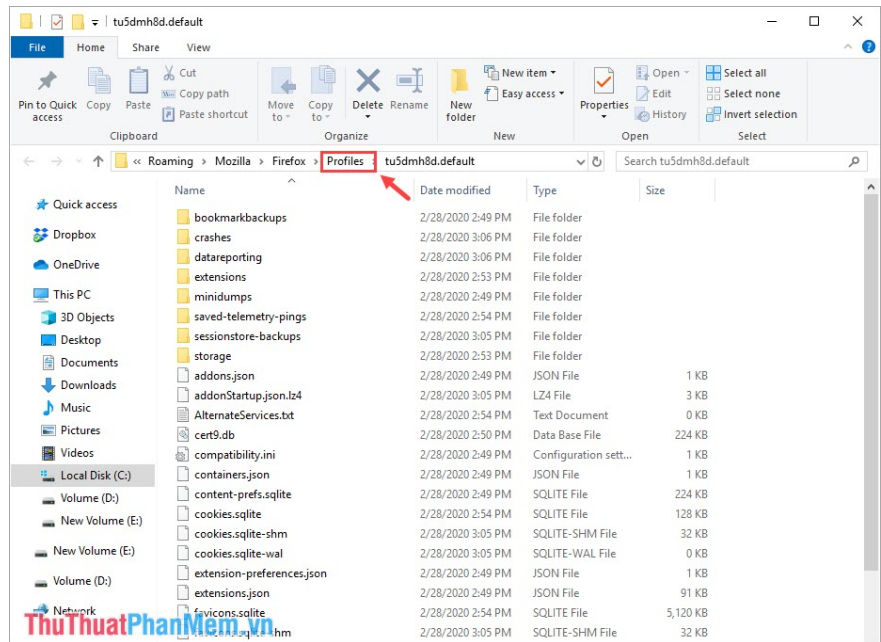 tu5dmh8d.default
File Home Share View
Pin to Quick access
Copy
Paste
Cut
Copy path
Paste shortcut
Move to
Copy to
Delete
Rename
New folder
New item
Easy access
Properties
Open
Edit
History
Select all
Select none
Invert selection
Clipboard Organize New Open Select
« Roaming › Mozilla › Firefox › Profiles › tu5dmh8d.default
Search tu5dmh8d.default
Quick access
Dropbox
OneDrive
This PC
3D Objects
Desktop
Documents
Downloads
Music
Pictures
Videos
Local Disk (C:)
Volume (D:)
New Volume (E:)
New Volume (E:)
Volume (D:)
Network
Name Date modified Type Size
bookmarkbackups 2/28/2020 2:49 PM File folder
crashes 2/28/2020 3:06 PM File folder
datareporting 2/28/2020 3:06 PM File folder
extensions 2/28/2020 2:53 PM File folder
minidumps 2/28/2020 2:49 PM File folder
saved-telemetry-pings 2/28/2020 2:54 PM File folder
sessionstore-backups 2/28/2020 3:05 PM File folder
storage 2/28/2020 2:53 PM File folder
addons.json 2/28/2020 2:49 PM JSON File 1 KB
addonStartup.json.lz4 2/28/2020 3:05 PM LZ4 File 3 KB
AlternateServices.txt 2/28/2020 2:54 PM Text Document 0 KB
cert9.db 2/28/2020 2:50 PM Data Base File 224 KB
compatibility.ini 2/28/2020 2:49 PM Configuration sett... 1 KB
containers.json 2/28/2020 2:49 PM JSON File 1 KB
content-prefs.sqlite 2/28/2020 2:49 PM SQLITE File 224 KB
cookies.sqlite 2/28/2020 2:54 PM SQLITE File 128 KB
cookies.sqlite-shm 2/28/2020 3:05 PM SQLITE-SHM File 32 KB
cookies.sqlite-wal 2/28/2020 3:05 PM SQLITE-WAL File 0 KB
extension-preferences.json 2/28/2020 2:49 PM JSON File 1 KB
extensions.json 2/28/2020 2:49 PM JSON File 91 KB
favicons.sqlite 2/28/2020 2:54 PM SQLITE File 5,120 KB
2/28/2020 3:05 PM SQLITE-SHM File 32 KB
ThuThuatPhanMem.vn